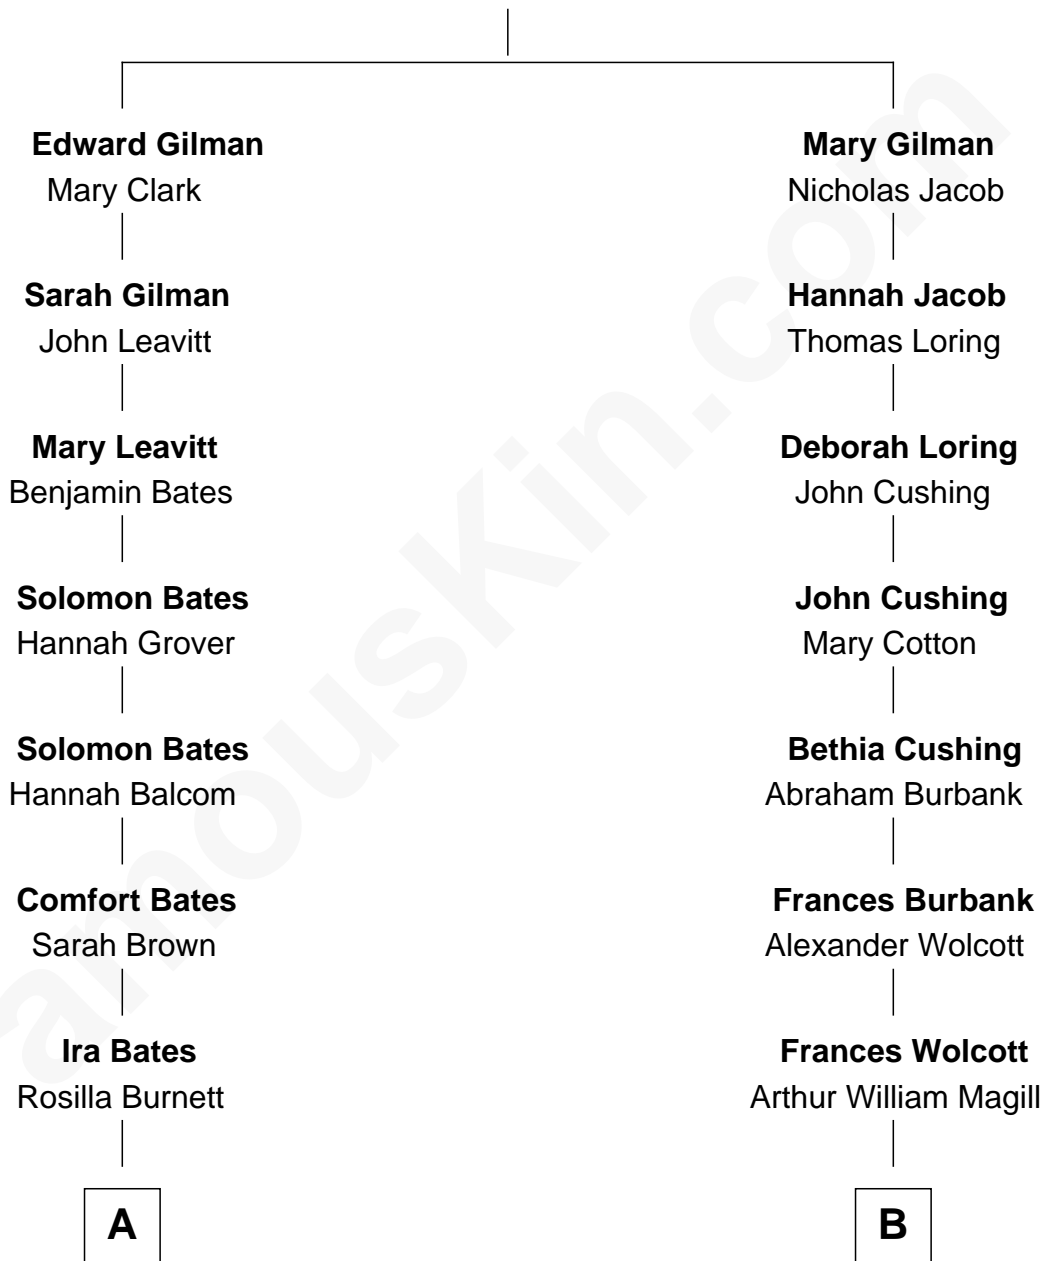 Edward Gilman
Mary Clark
Sarah Gilman
John Leavitt
Mary Leavitt
Benjamin Bates
Solomon Bates
Hannah Grover
Solomon Bates
Hannah Balcom
Comfort Bates
Sarah Brown
Ira Bates
Rosilla Burnett
A
Mary Gilman
Nicholas Jacob
Hannah Jacob
Thomas Loring
Deborah Loring
John Cushing
John Cushing
Mary Cotton
Bethia Cushing
Abraham Burbank
Frances Burbank
Alexander Wolcott
Frances Wolcott
Arthur William Magill
B
amousKin.com